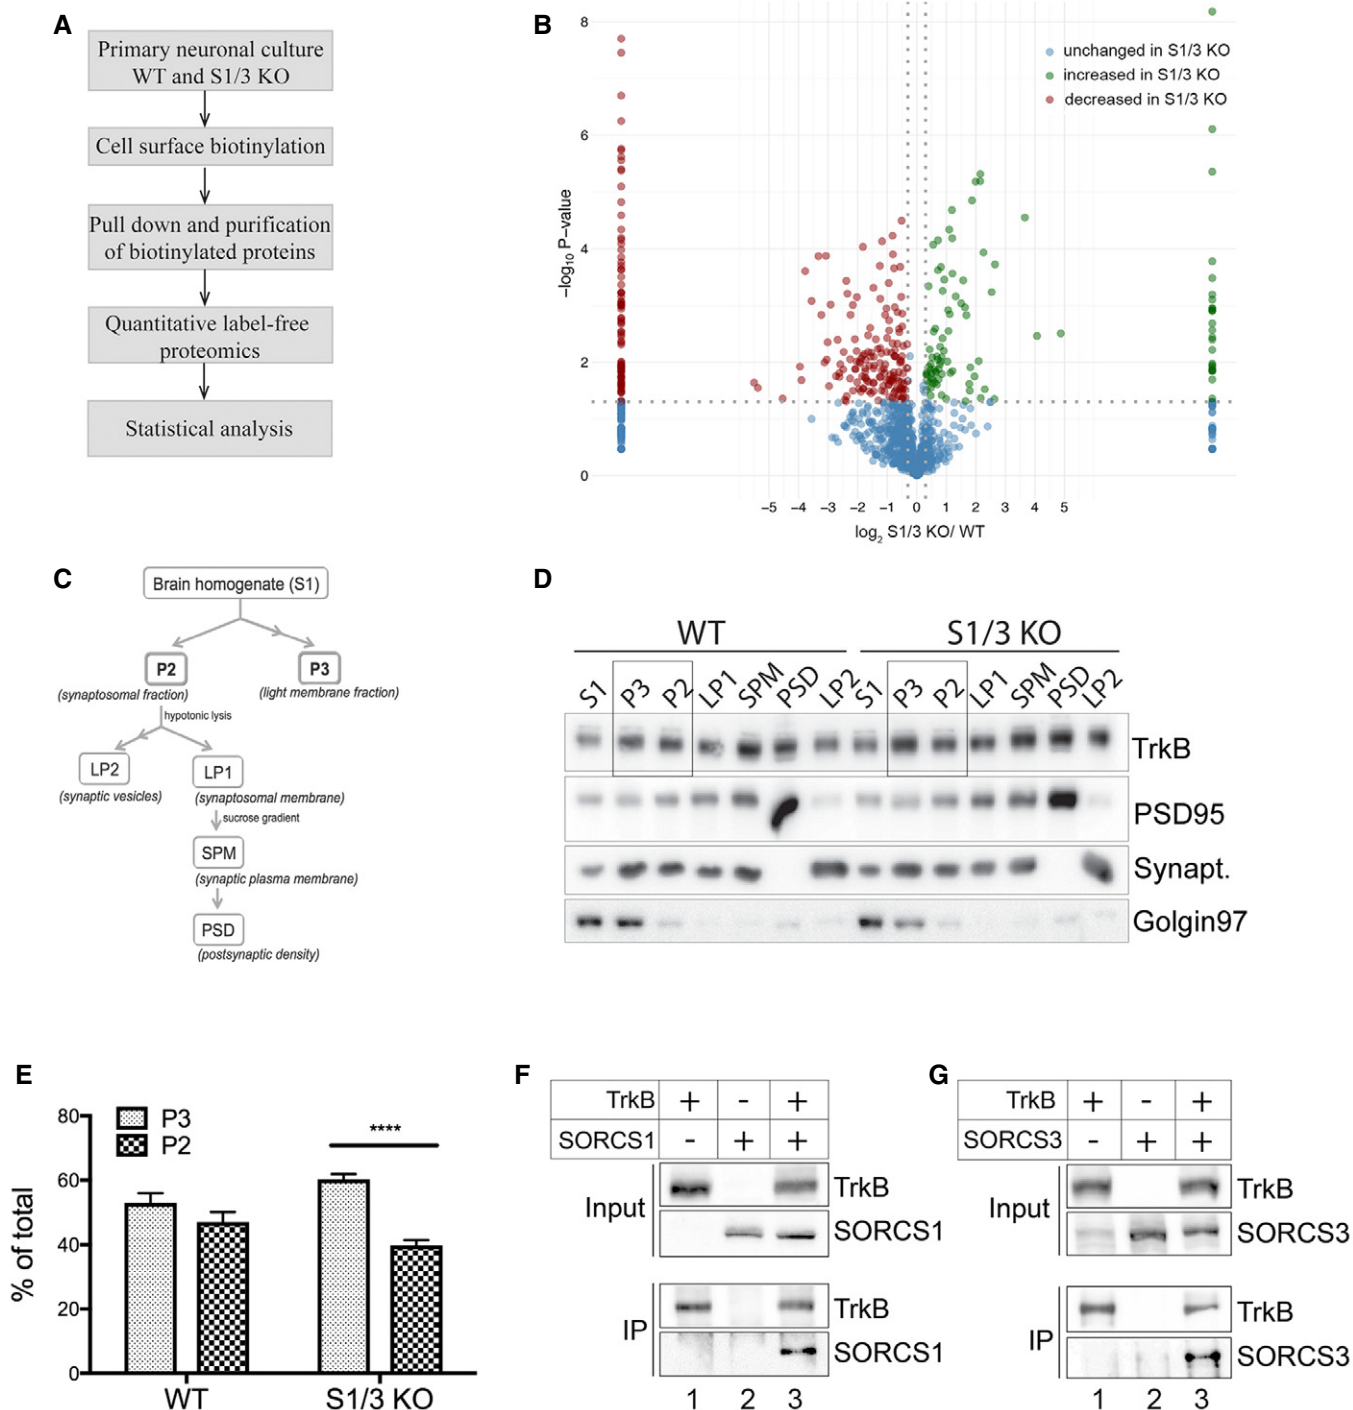 A
Primary neuronal culture
WT and S1/3 KO
Cell surface biotinylation
Pull down and purification
of biotinylated proteins
Quantitative label-free
proteomics
Statistical analysis
B
8
6
4
2
0
−log10 P−value
unchanged in S1/3 KO
increased in S1/3 KO
decreased in S1/3 KO
−5 −4 −3 −2 −1 0 1 2 3 4 5
log2 S1/3 KO/ WT
C
Brain homogenate (S1)
P2 P3
(synaptosomal fraction) (light membrane fraction)
hypotonic lysis
LP2 LP1
(synaptic vesicles) (synaptosomal membrane)
sucrose gradient
SPM
(synaptic plasma membrane)
PSD
(postsynaptic density)
D
WT S1/3 KO
S1 P3 P2 LP1 SPM PSD LP2 S1 P3 P2 LP1 SPM PSD LP2
TrkB
PSD95
Synapt.
Golgin97
E
80
60
40
20
0
% of total
P3
P2
****
WT S1/3 KO
F
TrkB + - +
SORCS1 - + +
Input
TrkB
SORCS1
IP
TrkB
SORCS1
1 2 3
G
TrkB + - +
SORCS3 - + +
Input
TrkB
SORCS3
IP
TrkB
SORCS3
1 2 3